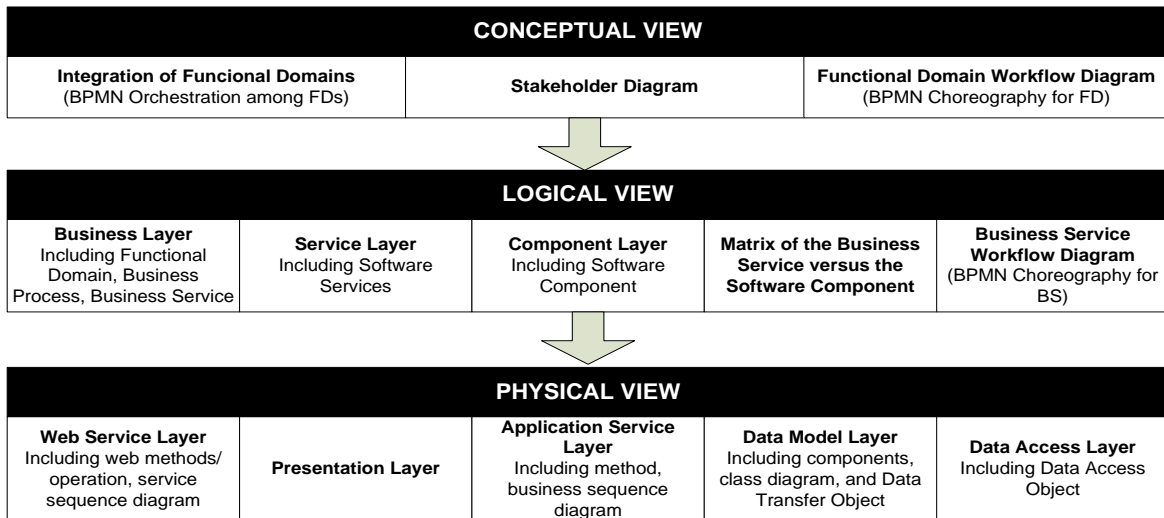 CONCEPTUAL VIEW
Integration of Funcional Domains
(BPMN Orchestration among FDs)
Stakeholder Diagram
Functional Domain Workflow Diagram
(BPMN Choreography for FD)
LOGICAL VIEW
Business Layer
Including Functional
Domain, Business
Process, Business Service
Service Layer
Including Software
Services
Component Layer
Including Software
Component
Matrix of the Business
Service versus the
Software Component
Business Service
Workflow Diagram
(BPMN Choreography for
BS)
PHYSICAL VIEW
Web Service Layer
Including web methods/
operation, service
sequence diagram
Presentation Layer
Application Service
Layer
Including method,
business sequence
diagram
Data Model Layer
Including components,
class diagram, and Data
Transfer Object
Data Access Layer
Including Data Access
Object